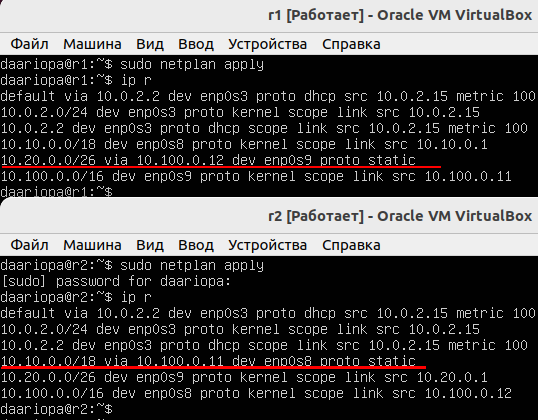 r1 [Работает] - Oracle VM VirtualBox
Файл Машина Вид Ввод Устройства Справка
daariopa@r1:~$ sudo netplan apply
daariopa@r1:~$ ip r
default via 10.0.2.2 dev enp0s3 proto dhcp src 10.0.2.15 metric 100
10.0.2.0/24 dev enp0s3 proto kernel scope link src 10.0.2.15
10.0.2.2 dev enp0s3 proto dhcp scope link src 10.0.2.15 metric 100
10.10.0.0/18 dev enp0s8 proto kernel scope link src 10.10.0.1
10.20.0.0/26 via 10.100.0.12 dev enp0s9 proto static
10.100.0.0/16 dev enp0s9 proto kernel scope link src 10.100.0.11
daariopa@r1:~$
r2 [Работает] - Oracle VM VirtualBox
Файл Машина Вид Ввод Устройства Справка
daariopa@r2:~$ sudo netplan apply
[sudo] password for daariopa:
daariopa@r2:~$ ip r
default via 10.0.2.2 dev enp0s3 proto dhcp src 10.0.2.15 metric 100
10.0.2.0/24 dev enp0s3 proto kernel scope link src 10.0.2.15
10.0.2.2 dev enp0s3 proto dhcp scope link src 10.0.2.15 metric 100
10.10.0.0/18 via 10.100.0.11 dev enp0s8 proto static
10.20.0.0/26 dev enp0s9 proto kernel scope link src 10.20.0.1
10.100.0.0/16 dev enp0s8 proto kernel scope link src 10.100.0.12
daariopa@r2:~$